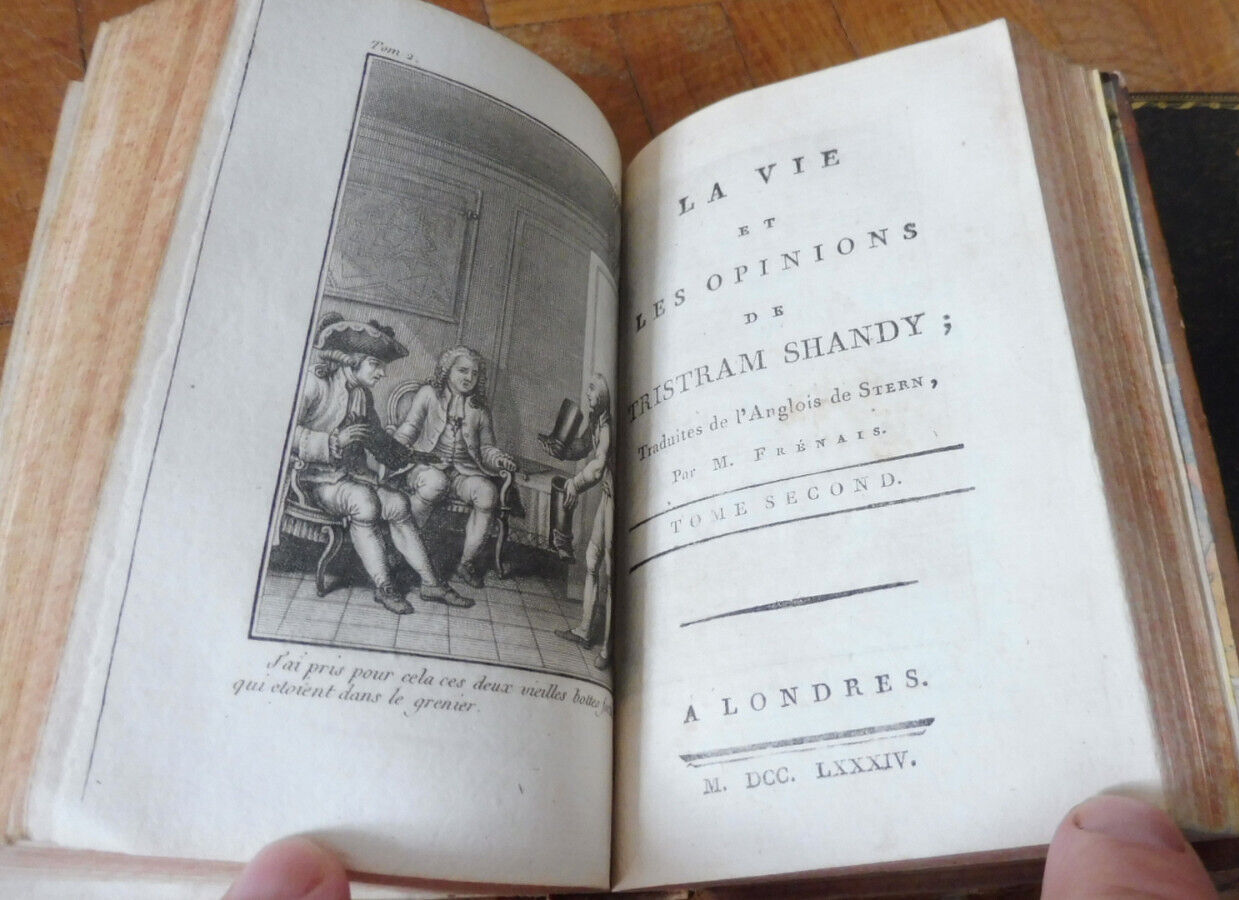 Tom 2.
J'ai pris pour cela ces deux vieilles bottes
qui etoient dans le grenier.
LA VIE
ET
LES OPINIONS
DE
TRISTRAM SHANDY;
Traduites de l'Anglois de STERN,
Par M. FRÉNAIS.
TOME SECOND.
A LONDRES.
M. DCC. LXXXIV.